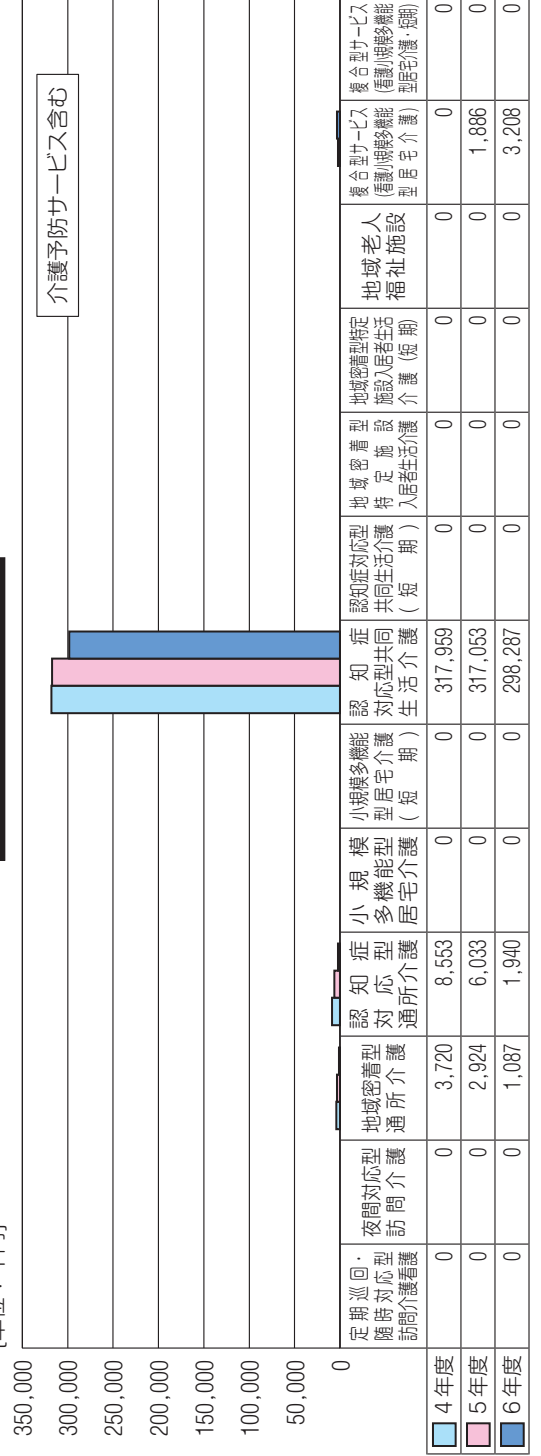 350,000
300,000
250,000
200,000
150,000
100,000
50,000
0
介護予防サービス含む
定期巡回・
随時対応型
訪問介護看護
夜間対応型
訪問介護
地域密着型
通所介護
認知症
対応型
通所介護
小規模
多機能型
居宅介護
小規模多機能
型居宅介護
(短期)
認知症
対応型共同
生活介護
認知症対応型
共同生活介護
(短期)
地域密着型
特定施設
入居者生活介護
地域密着型特定
施設入居者生活
介護(短期)
地域老人
福祉施設
複合型サービス
(看護小規模多機能
型居宅介護)
複合型サービス
(看護小規模多機能
型居宅介護・短期)
4年度 0 0 3,720 8,553 0 0 317,959 0 0 0 0 0 0
5年度 0 0 2,924 6,033 0 0 317,053 0 0 0 0 1,886 0
6年度 0 0 1,087 1,940 0 0 298,287 0 0 0 0 3,208 0